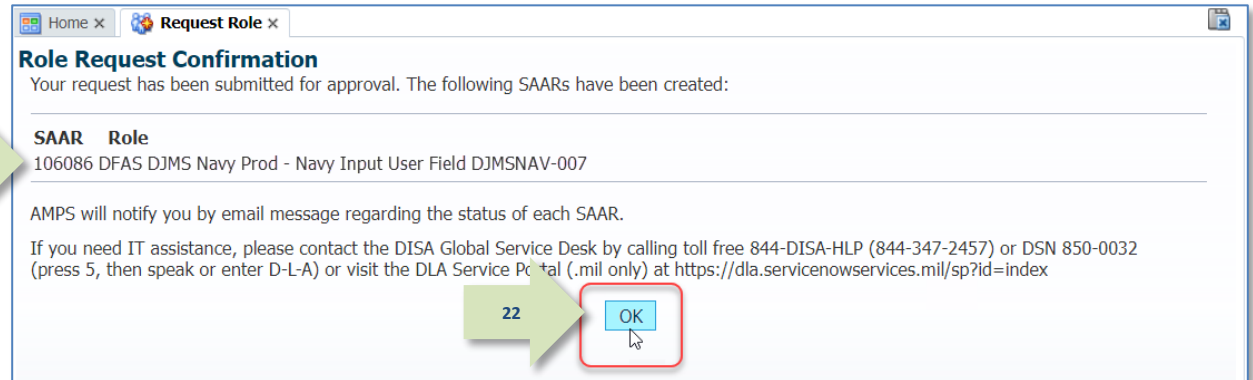 Home x Request Role x
Role Request Confirmation
Your request has been submitted for approval. The following SAARs have been created:
SAAR Role
106086 DFAS DJMS Navy Prod - Navy Input User Field DJMSNAV-007
AMPS will notify you by email message regarding the status of each SAAR.
If you need IT assistance, please contact the DISA Global Service Desk by calling toll free 844-DISA-HLP (844-347-2457) or DSN 850-0032
(press 5, then speak or enter D-L-A) or visit the DLA Service Portal (.mil only) at https://dla.servicenowservices.mil/sp?id=index
22
OK